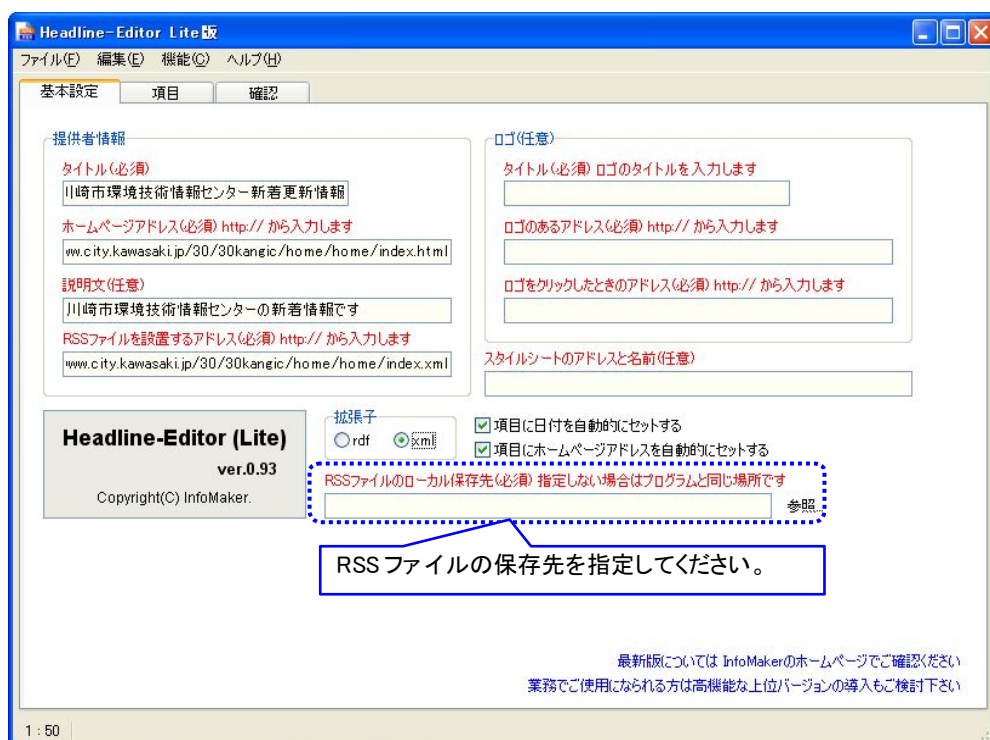 Headline-Editor Lite版
ファイル(F) 編集(E) 機能(C) ヘルプ(H)
基本設定 項目 確認
提供者情報
タイトル(必須)
川崎市環境技術情報センター新着更新情報
ホームページアドレス(必須) http:// から入力します
ww.city.kawasaki.jp/30/30kangic/home/home/index.html
説明文(任意)
川崎市環境技術情報センターの新着情報です
RSSファイルを設置するアドレス(必須) http:// から入力します
www.city.kawasaki.jp/30/30kangic/home/home/index.xml
ロゴ(任意)
タイトル(必須) ロゴのタイトルを入力します
ロゴのあるアドレス(必須) http:// から入力します
ロゴをクリックしたときのアドレス(必須) http:// から入力します
スタイルシートのアドレスと名前(任意)
Headline-Editor (Lite)
ver.0.93
Copyright(C) InfoMaker.
拡張子
rdf xml
項目に日付を自動的にセットする
項目にホームページアドレスを自動的にセットする
RSSファイルのローカル保存先(必須) 指定しない場合はプログラムと同じ場所です
参照...
RSSファイルの保存先を指定してください。
最新版については InfoMakerのホームページでご確認ください
業務でご使用になられる方は高機能な上位バージョンの導入もご検討下さい
1 : 50